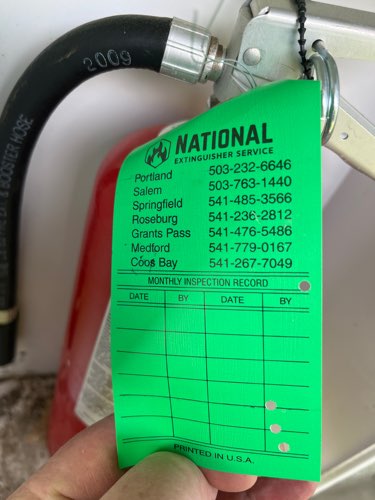 2009
& BOOSTER HOSE
NATIONAL
EXTINGUISHER SERVICE
Portland 503-232-6646
Salem 503-763-1440
Springfield 541-485-3566
Roseburg 541-236-2812
Grants Pass 541-476-5486
Medford 541-779-0167
Coos Bay 541-267-7049
MONTHLY INSPECTION RECORD
DATE BY DATE BY
PRINTED IN U.S.A.